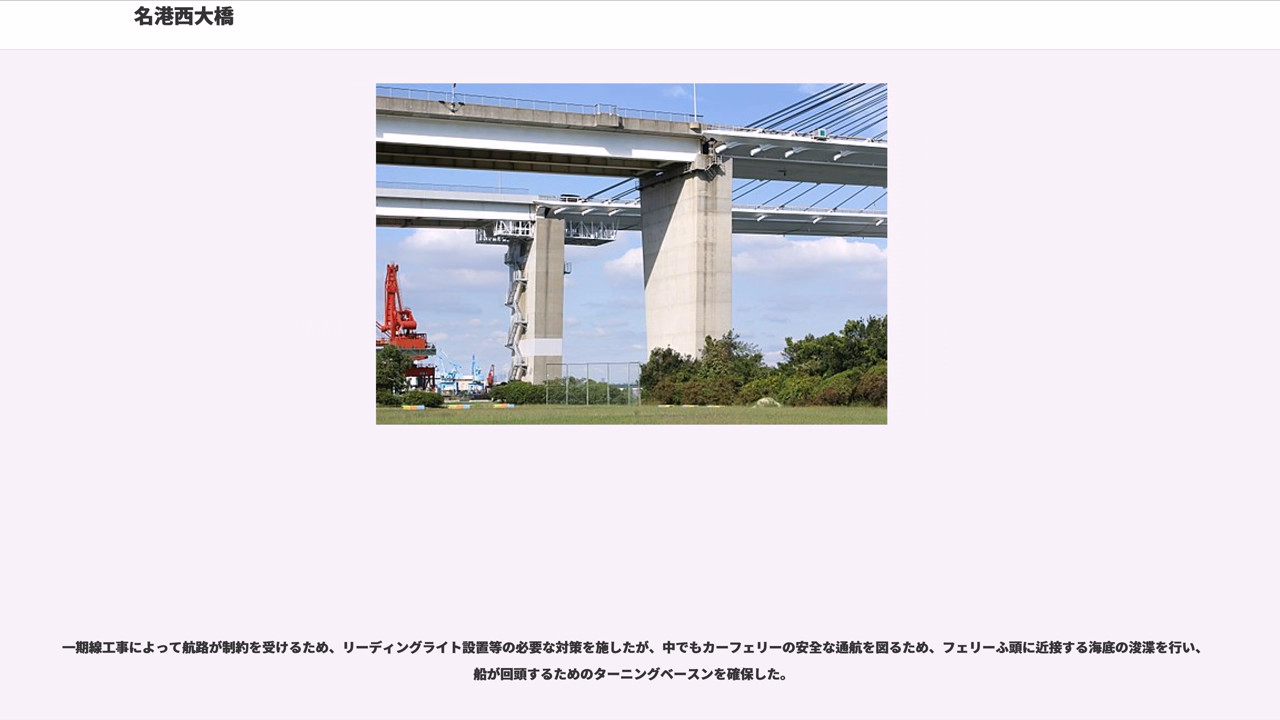 名港西大橋
一期線工事によって航路が制約を受けるため、リーディングライト設置等の必要な対策を施したが、中でもカーフェリーの安全な通航を図るため、フェリーふ頭に近接する海底の浚渫を行い、
船が回頭するためのターニングベースンを確保した。